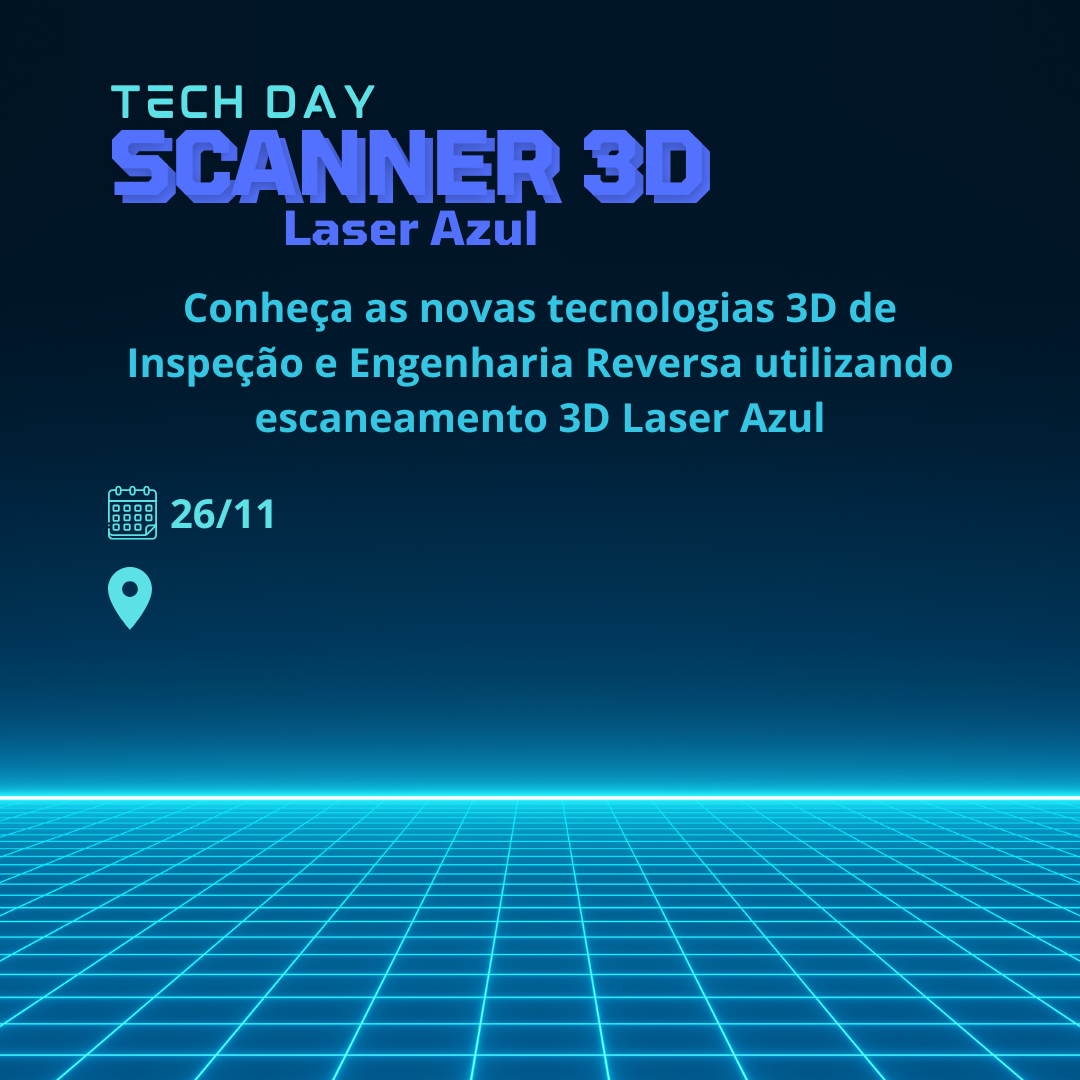 TECH DAY
SCANNER 3D
Laser Azul
Conheça as novas tecnologias 3D de
Inspeção e Engenharia Reversa utilizando
escaneamento 3D Laser Azul
26/11